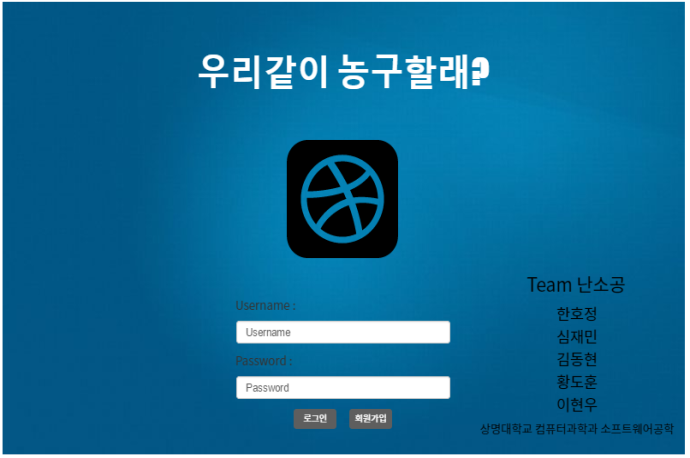 우리같이 농구할래?
Username :
Username
Password :
Password
로그인 회원가입
Team 난소공
한호정
심재민
김동현
황도훈
이현우
상명대학교 컴퓨터과학과 소프트웨어공학